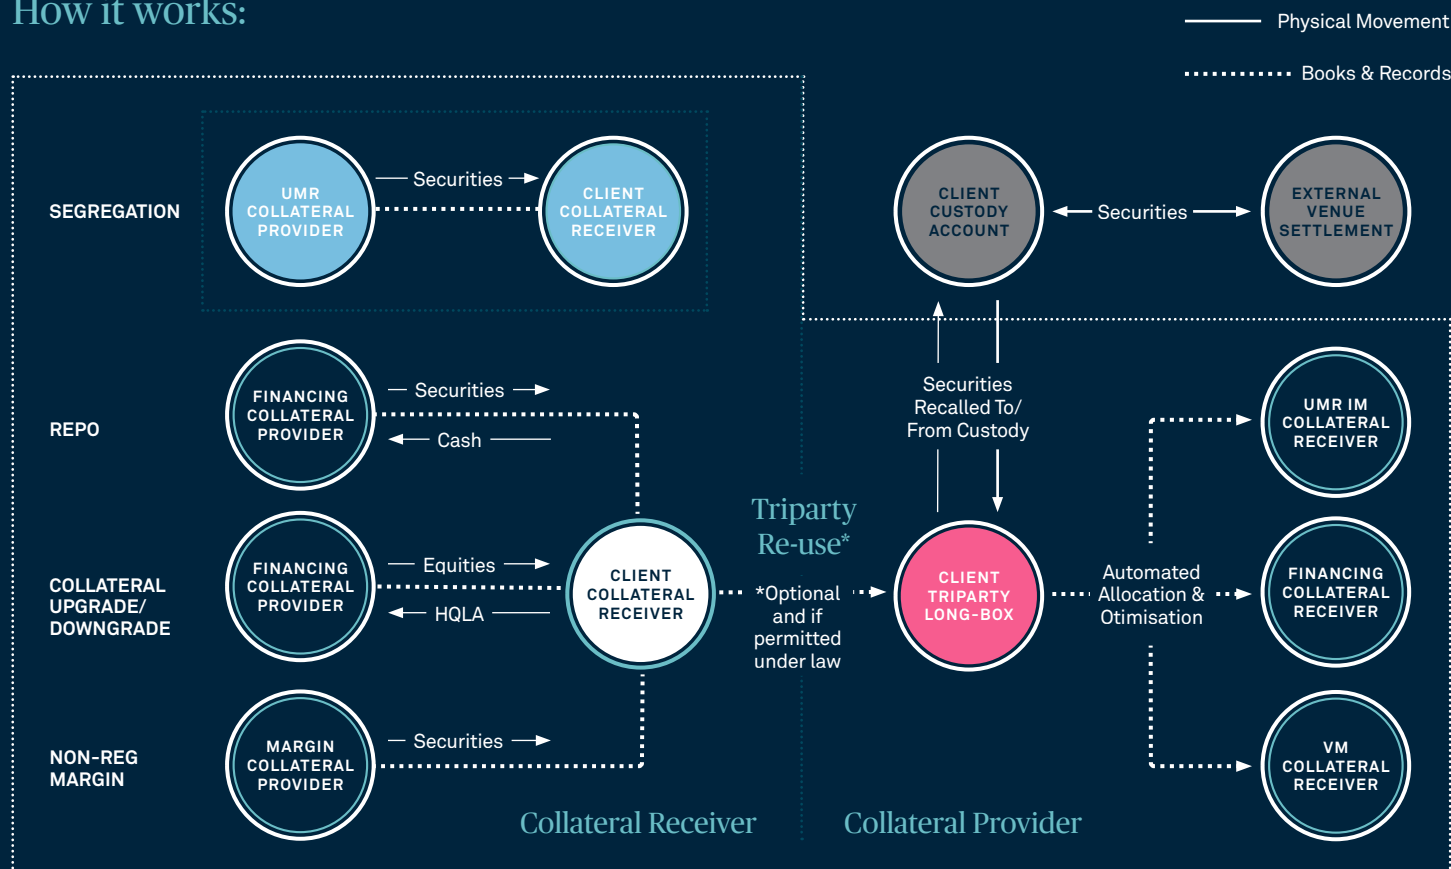 How it works:
Physical Movement
Books & Records
SEGREGATION
UMR
COLLATERAL
PROVIDER
Securities
CLIENT
COLLATERAL
RECEIVER
CLIENT
CUSTODY
ACCOUNT
Securities
EXTERNAL
VENUE
SETTLEMENT
REPO
FINANCING
COLLATERAL
PROVIDER
Securities
Cash
Securities
Recalled To/
From Custody
UMR IM
COLLATERAL
RECEIVER
COLLATERAL
UPGRADE/
DOWNGRADE
FINANCING
COLLATERAL
PROVIDER
Equities
HQLA
CLIENT
COLLATERAL
RECEIVER
Triparty
Re-use*
*Optional
and if
permitted
under law
CLIENT
TRIPARTY
LONG-BOX
Automated
Allocation &
Otimisation
FINANCING
COLLATERAL
RECEIVER
NON-REG
MARGIN
MARGIN
COLLATERAL
PROVIDER
Securities
VM
COLLATERAL
RECEIVER
Collateral Receiver
Collateral Provider